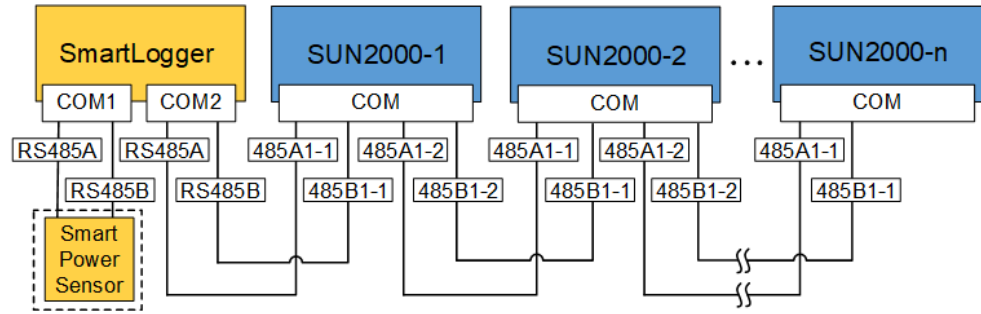 SmartLogger
SUN2000-1
SUN2000-2
...
SUN2000-n
COM1
COM2
COM
COM
COM
RS485A
RS485A
485A1-1
485A1-2
485A1-1
485A1-2
485A1-1
RS485B
RS485B
485B1-1
485B1-2
485B1-1
485B1-2
485B1-1
Smart
Power
Sensor